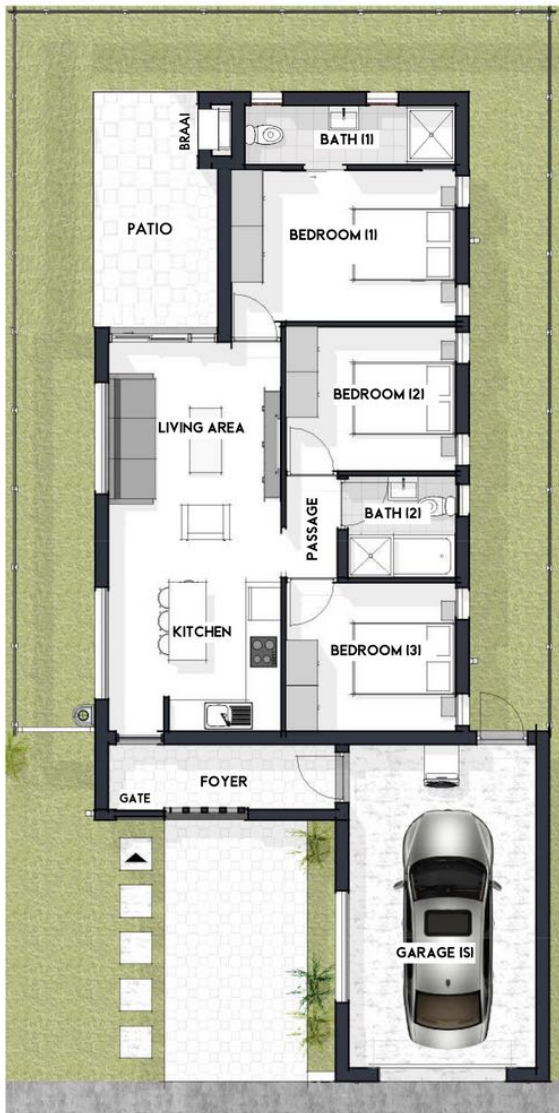 BRAAI
BATH (1)
PATIO
BEDROOM (1)
BEDROOM (2)
LIVING AREA
BATH (2)
PASSAGE
KITCHEN
BEDROOM (3)
FOYER
GATE
GARAGE (S)